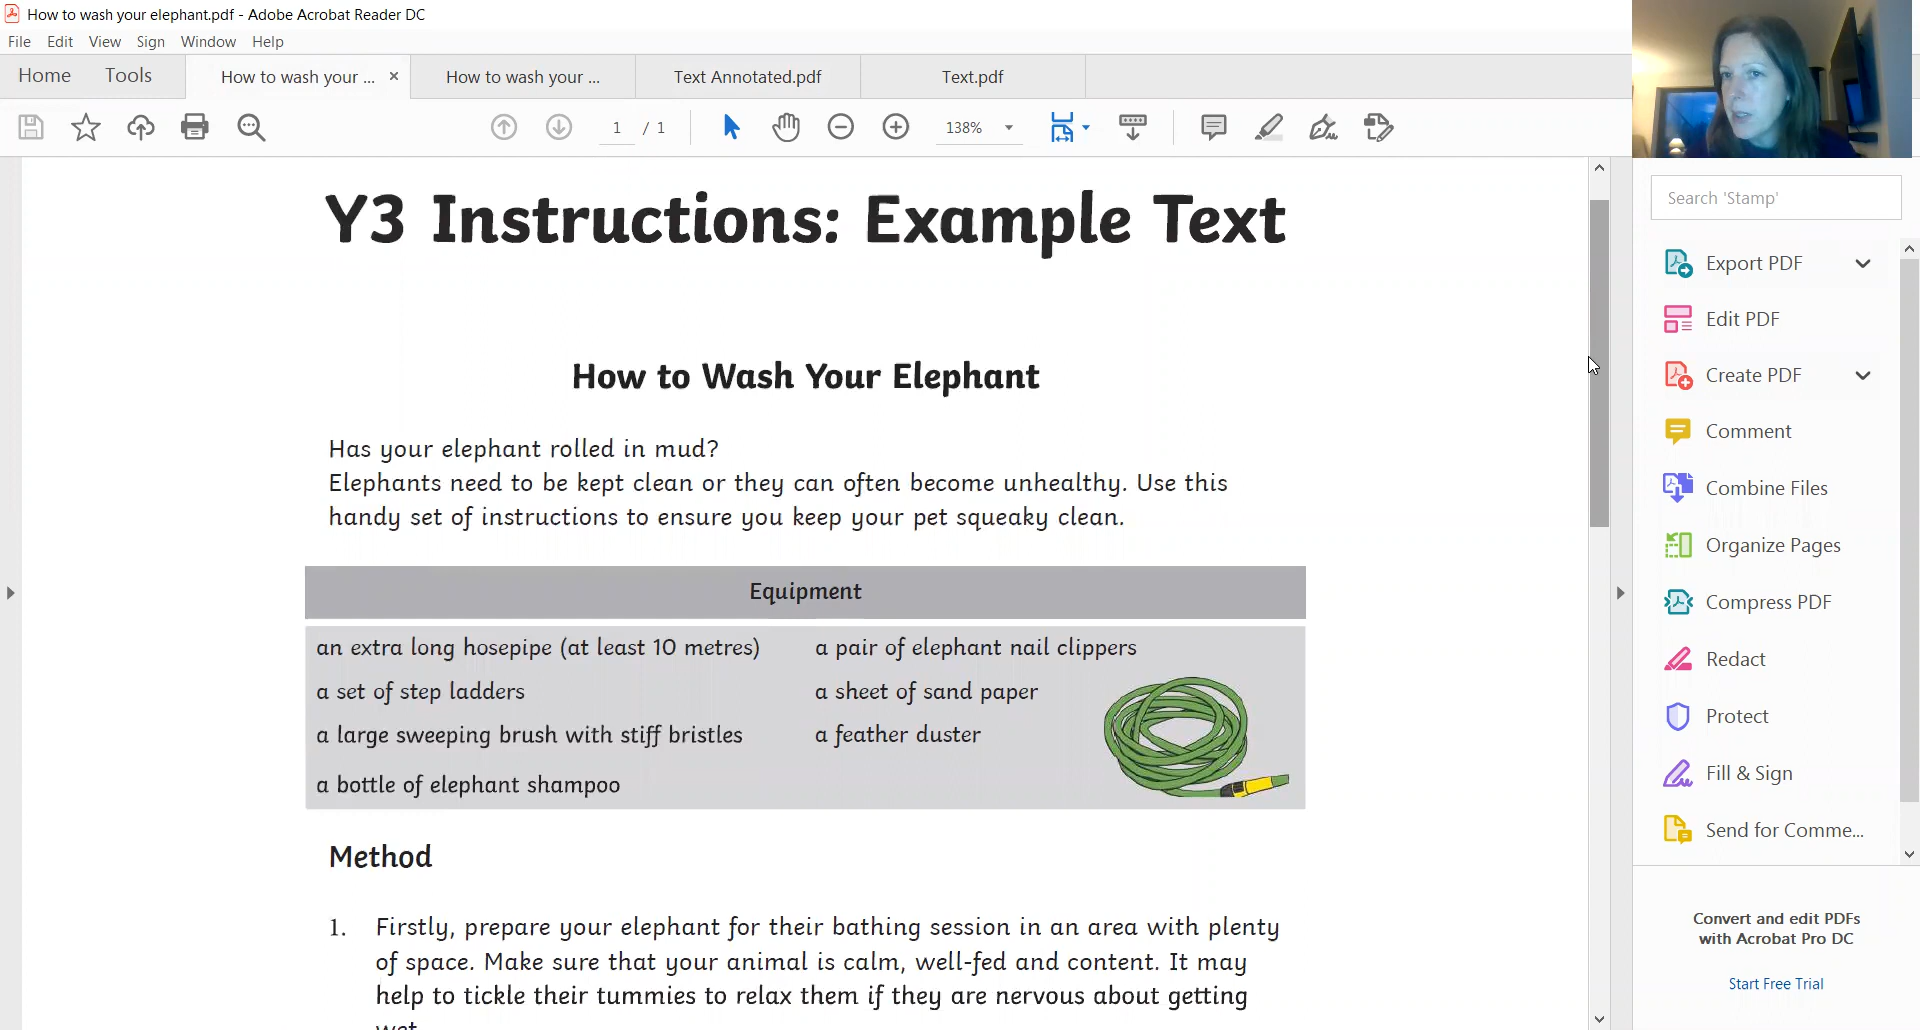 How to wash your elephant.pdf - Adobe Acrobat Reader DC
File Edit View Sign Window Help
Home Tools How to wash your ... × How to wash your ... Text Annotated.pdf Text.pdf
1 / 1 138%
Y3 Instructions: Example Text
How to Wash Your Elephant
Has your elephant rolled in mud?
Elephants need to be kept clean or they can often become unhealthy. Use this
handy set of instructions to ensure you keep your pet squeaky clean.
Equipment
an extra long hosepipe (at least 10 metres)
a set of step ladders
a large sweeping brush with stiff bristles
a bottle of elephant shampoo
a pair of elephant nail clippers
a sheet of sand paper
a feather duster
Method
1. Firstly, prepare your elephant for their bathing session in an area with plenty
of space. Make sure that your animal is calm, well-fed and content. It may
help to tickle their tummies to relax them if they are nervous about getting
wet.
Search 'Stamp'
Export PDF
Edit PDF
Create PDF
Comment
Combine Files
Organize Pages
Compress PDF
Redact
Protect
Fill & Sign
Send for Comme...
Convert and edit PDFs
with Acrobat Pro DC
Start Free Trial